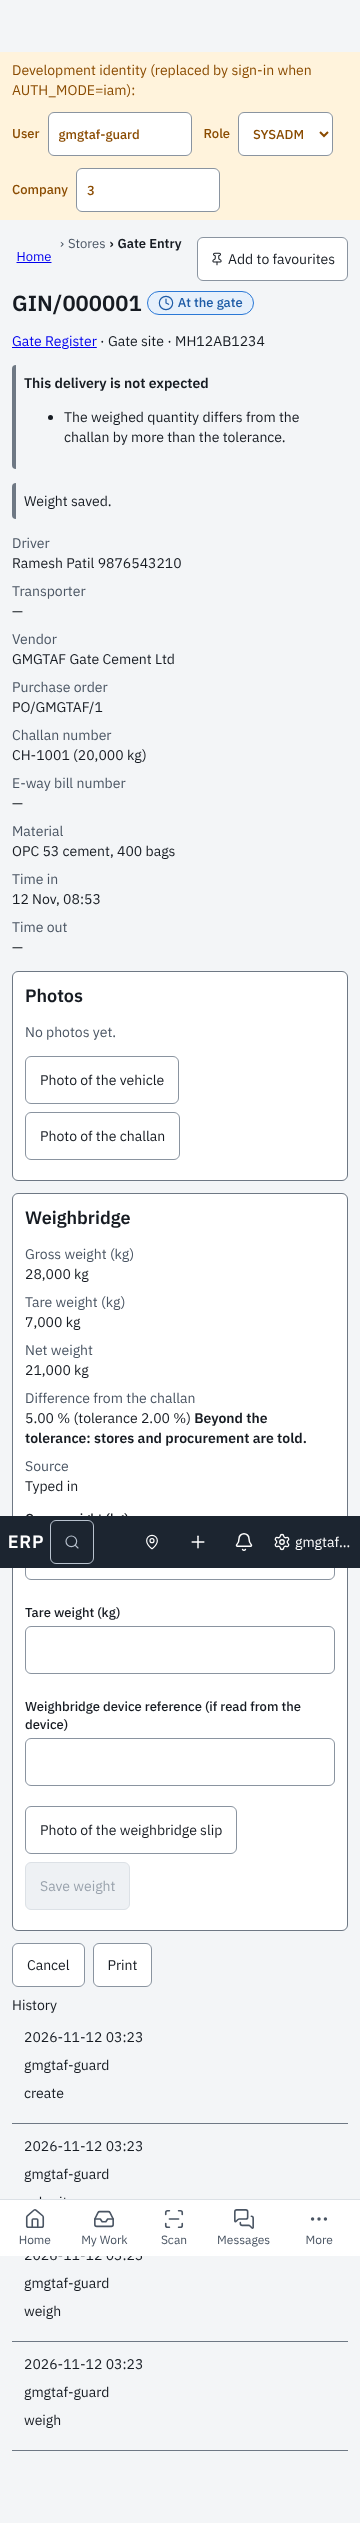 Development identity (replaced by sign-in when
AUTH_MODE=iam):
User gmgtaf-guard Role SYSADM
Company 3
Home › Stores › Gate Entry
Add to favourites
GIN/000001 At the gate
Gate Register · Gate site · MH12AB1234
This delivery is not expected
• The weighed quantity differs from the
challan by more than the tolerance.
Weight saved.
Driver
Ramesh Patil 9876543210
Transporter
—
Vendor
GMGTAF Gate Cement Ltd
Purchase order
PO/GMGTAF/1
Challan number
CH-1001 (20,000 kg)
E-way bill number
—
Material
OPC 53 cement, 400 bags
Time in
12 Nov, 08:53
Time out
—
Photos
No photos yet.
Photo of the vehicle
Photo of the challan
Weighbridge
Gross weight (kg)
28,000 kg
Tare weight (kg)
7,000 kg
Net weight
21,000 kg
Difference from the challan
5.00 % (tolerance 2.00 %) Beyond the
tolerance: stores and procurement are told.
Source
Typed in
ERP gmgtaf...
Tare weight (kg)
Weighbridge device reference (if read from the
device)
Photo of the weighbridge slip
Save weight
Cancel Print
History
2026-11-12 03:23
gmgtaf-guard
create
2026-11-12 03:23
gmgtaf-guard
Home My Work Scan Messages More
gmgtaf-guard
weigh
2026-11-12 03:23
gmgtaf-guard
weigh